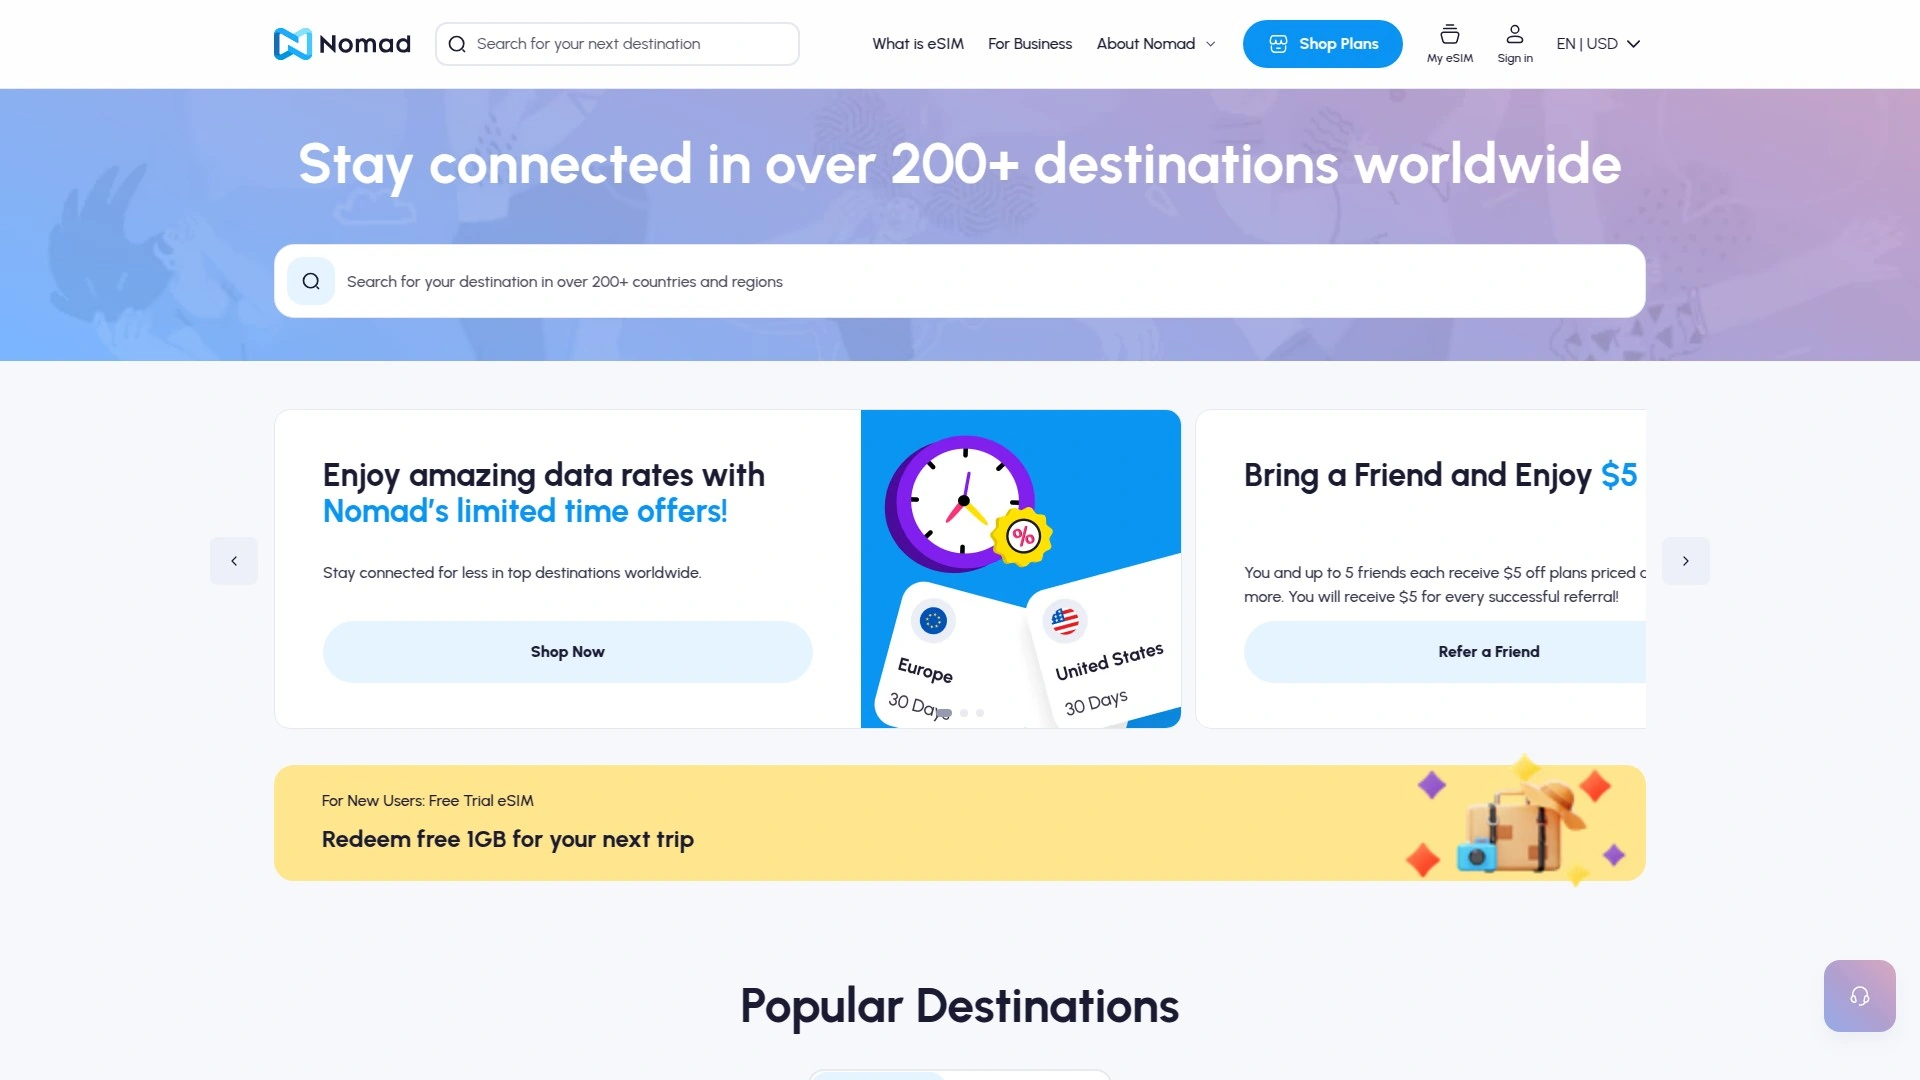 Nomad
Search for your next destination
What is eSIM
For Business
About Nomad
Shop Plans
My eSIM
Sign in
EN | USD
Stay connected in over 200+ destinations worldwide
Search for your destination in over 200+ countries and regions
Enjoy amazing data rates with
Nomad's limited time offers!
Stay connected for less in top destinations worldwide.
Shop Now
%
Europe
30 Days
United States
30 Days
Bring a Friend and Enjoy $5
You and up to 5 friends each receive $5 off plans priced
more. You will receive $5 for every successful referral!
Refer a Friend
For New Users: Free Trial eSIM
Redeem free 1GB for your next trip
Popular Destinations